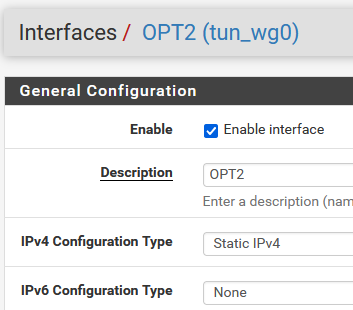 Interfaces / OPT2 (tun_wg0)
General Configuration
Enable Enable interface
Description OPT2
Enter a description (nam
IPv4 Configuration Type Static IPv4
IPv6 Configuration Type None